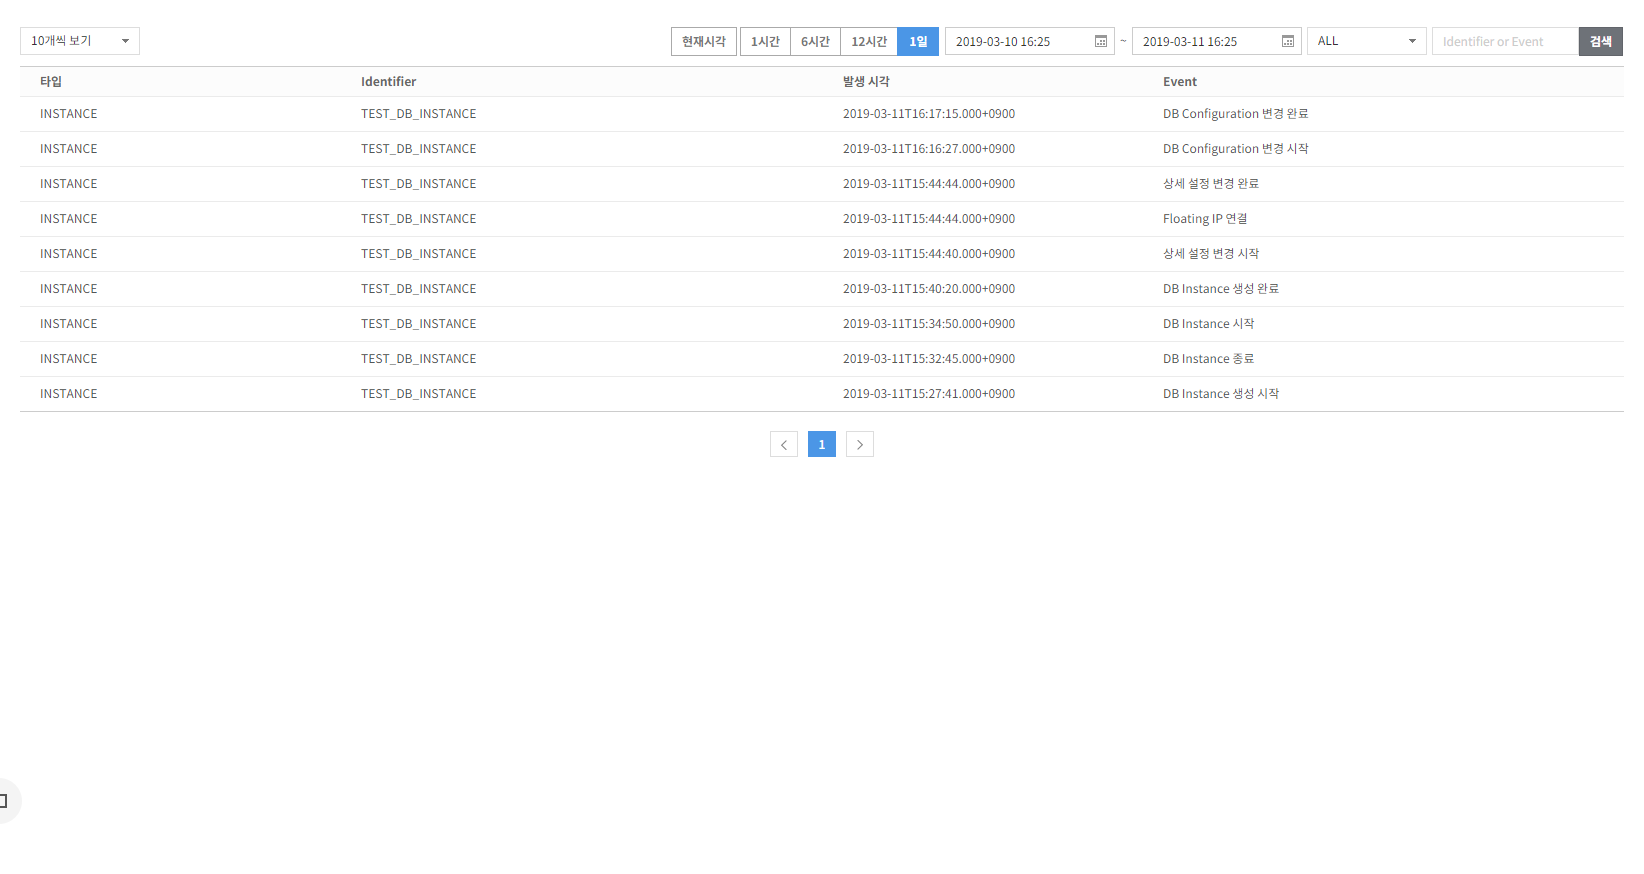 10개씩 보기 현재시각 1시간 6시간 12시간 1일 2019-03-10 16:25 ~ 2019-03-11 16:25 ALL Identifier or Event 검색
타입 Identifier 발생 시각 Event
INSTANCE TEST_DB_INSTANCE 2019-03-11T16:17:15.000+0900 DB Configuration 변경 완료
INSTANCE TEST_DB_INSTANCE 2019-03-11T16:16:27.000+0900 DB Configuration 변경 시작
INSTANCE TEST_DB_INSTANCE 2019-03-11T15:44:44.000+0900 상세 설정 변경 완료
INSTANCE TEST_DB_INSTANCE 2019-03-11T15:44:44.000+0900 Floating IP 연결
INSTANCE TEST_DB_INSTANCE 2019-03-11T15:44:40.000+0900 상세 설정 변경 시작
INSTANCE TEST_DB_INSTANCE 2019-03-11T15:40:20.000+0900 DB Instance 생성 완료
INSTANCE TEST_DB_INSTANCE 2019-03-11T15:34:50.000+0900 DB Instance 시작
INSTANCE TEST_DB_INSTANCE 2019-03-11T15:32:45.000+0900 DB Instance 종료
INSTANCE TEST_DB_INSTANCE 2019-03-11T15:27:41.000+0900 DB Instance 생성 시작
1